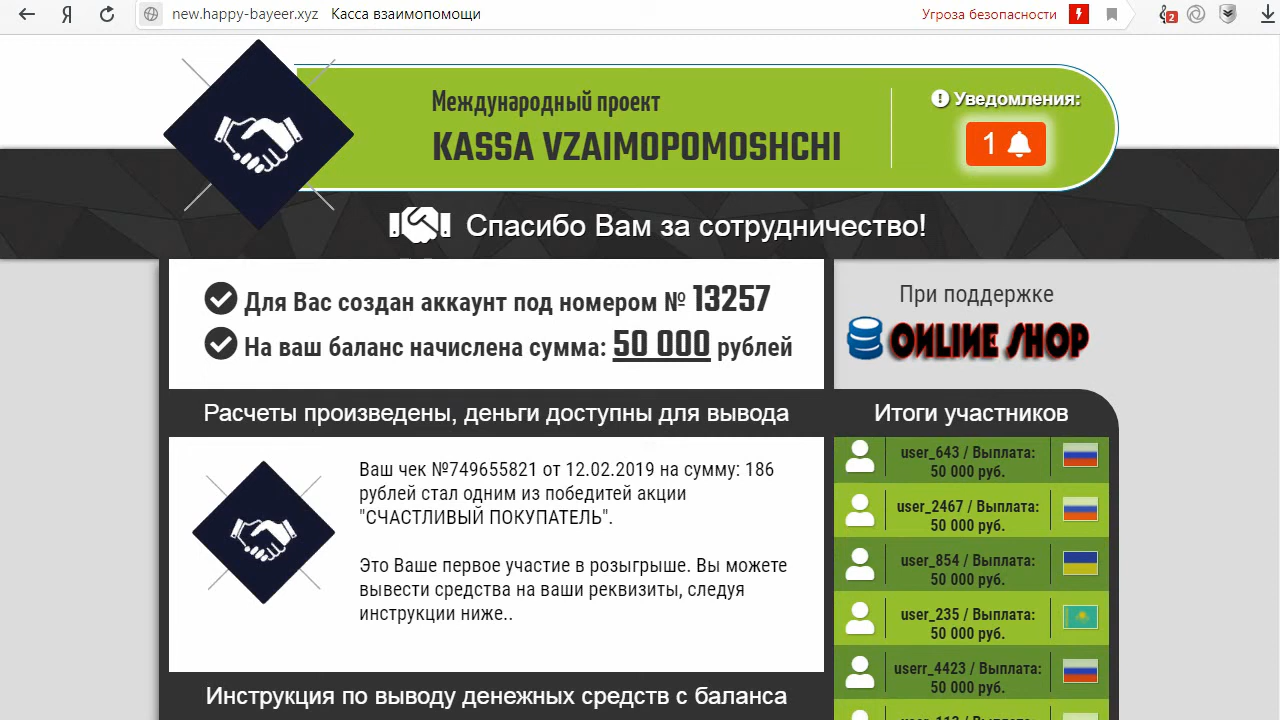 new.happy-bayeer.xyz Касса взаимопомощи
Угроза безопасности
2
Международный проект
KASSA VZAIMOPOMOSHCHI
Уведомления:
1
Спасибо Вам за сотрудничество!
Для Вас создан аккаунт под номером № 13257
На ваш баланс начислена сумма: 50 000 рублей
При поддержке
ONLINE SHOP
Расчеты произведены, деньги доступны для вывода
Ваш чек №749655821 от 12.02.2019 на сумму: 186
рублей стал одним из победитей акции
"СЧАСТЛИВЫЙ ПОКУПАТЕЛЬ".
Это Ваше первое участие в розыгрыше. Вы можете
вывести средства на ваши реквизиты, следуя
инструкции ниже..
Инструкция по выводу денежных средств с баланса
Итоги участников
user_643 / Выплата:
50 000 руб.
user_2467 / Выплата:
50 000 руб.
user_854 / Выплата:
50 000 руб.
user_235 / Выплата:
50 000 руб.
userr_4423 / Выплата:
50 000 руб.